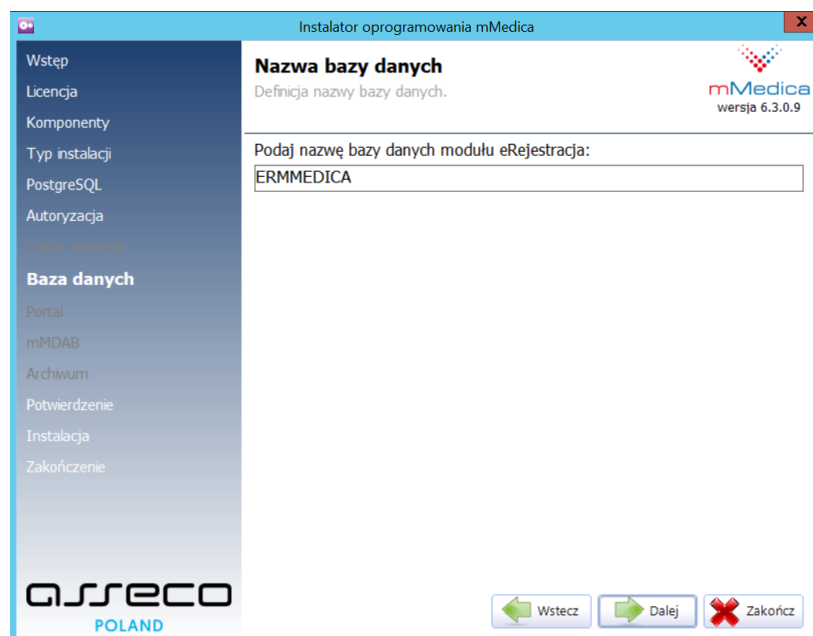 Instalator oprogramowania mMedica
X
Wstęp
Licencja
Komponenty
Typ instalacji
PostgreSQL
Autoryzacja
Baza danych
Portal
mMDAB
Archiwum
Potwierdzenie
Instalacja
Zakończenie
asseco
POLAND
Nazwa bazy danych
Definicja nazwy bazy danych.
mMedica
wersja 6.3.0.9
Podaj nazwę bazy danych modułu eRejestracja:
ERMMEDICA
Wstecz
Dalej
Zakończ